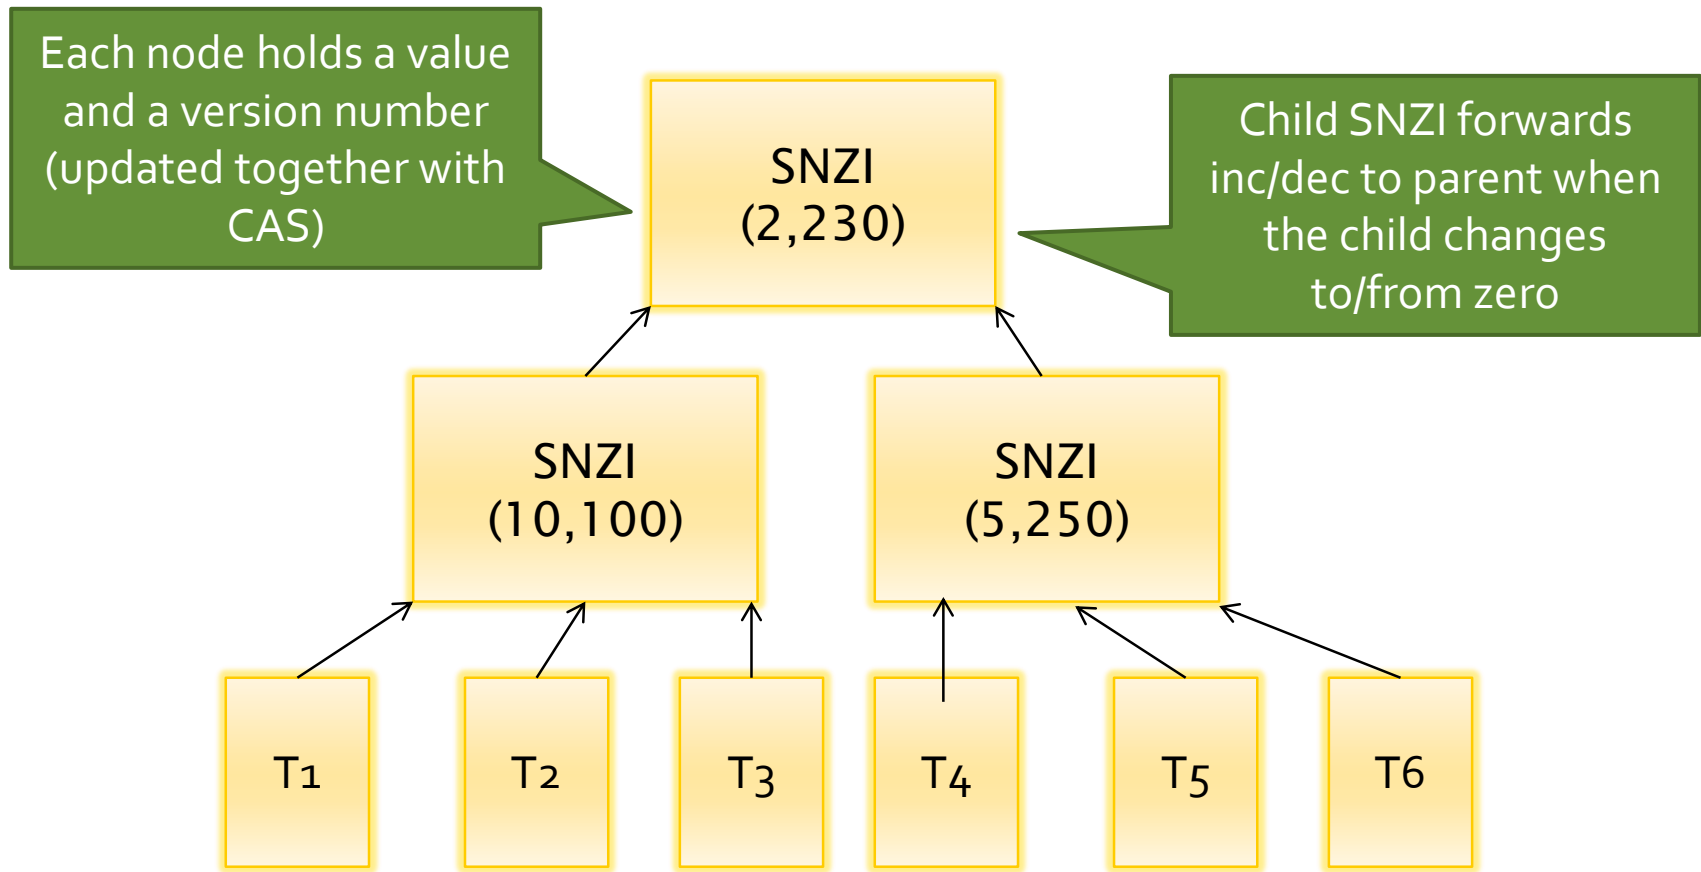 Each node holds a value
and a version number
(updated together with
CAS)
SNZI
(2,230)
Child SNZI forwards
inc/dec to parent when
the child changes
to/from zero
SNZI
(10,100)
SNZI
(5,250)
T1
T2
T3
T4
T5
T6